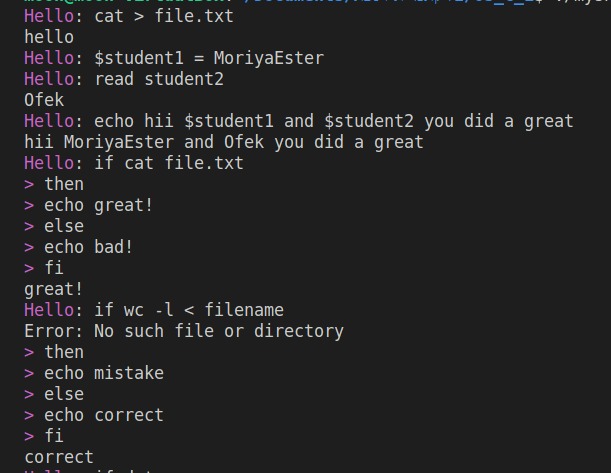 Hello: cat > file.txt
hello
Hello: $student1 = MoriyaEster
Hello: read student2
Ofek
Hello: echo hii $student1 and $student2 you did a great
hii MoriyaEster and Ofek you did a great
Hello: if cat file.txt
> then
> echo great!
> else
> echo bad!
> fi
great!
Hello: if wc -l < filename
Error: No such file or directory
> then
> echo mistake
> else
> echo correct
> fi
correct